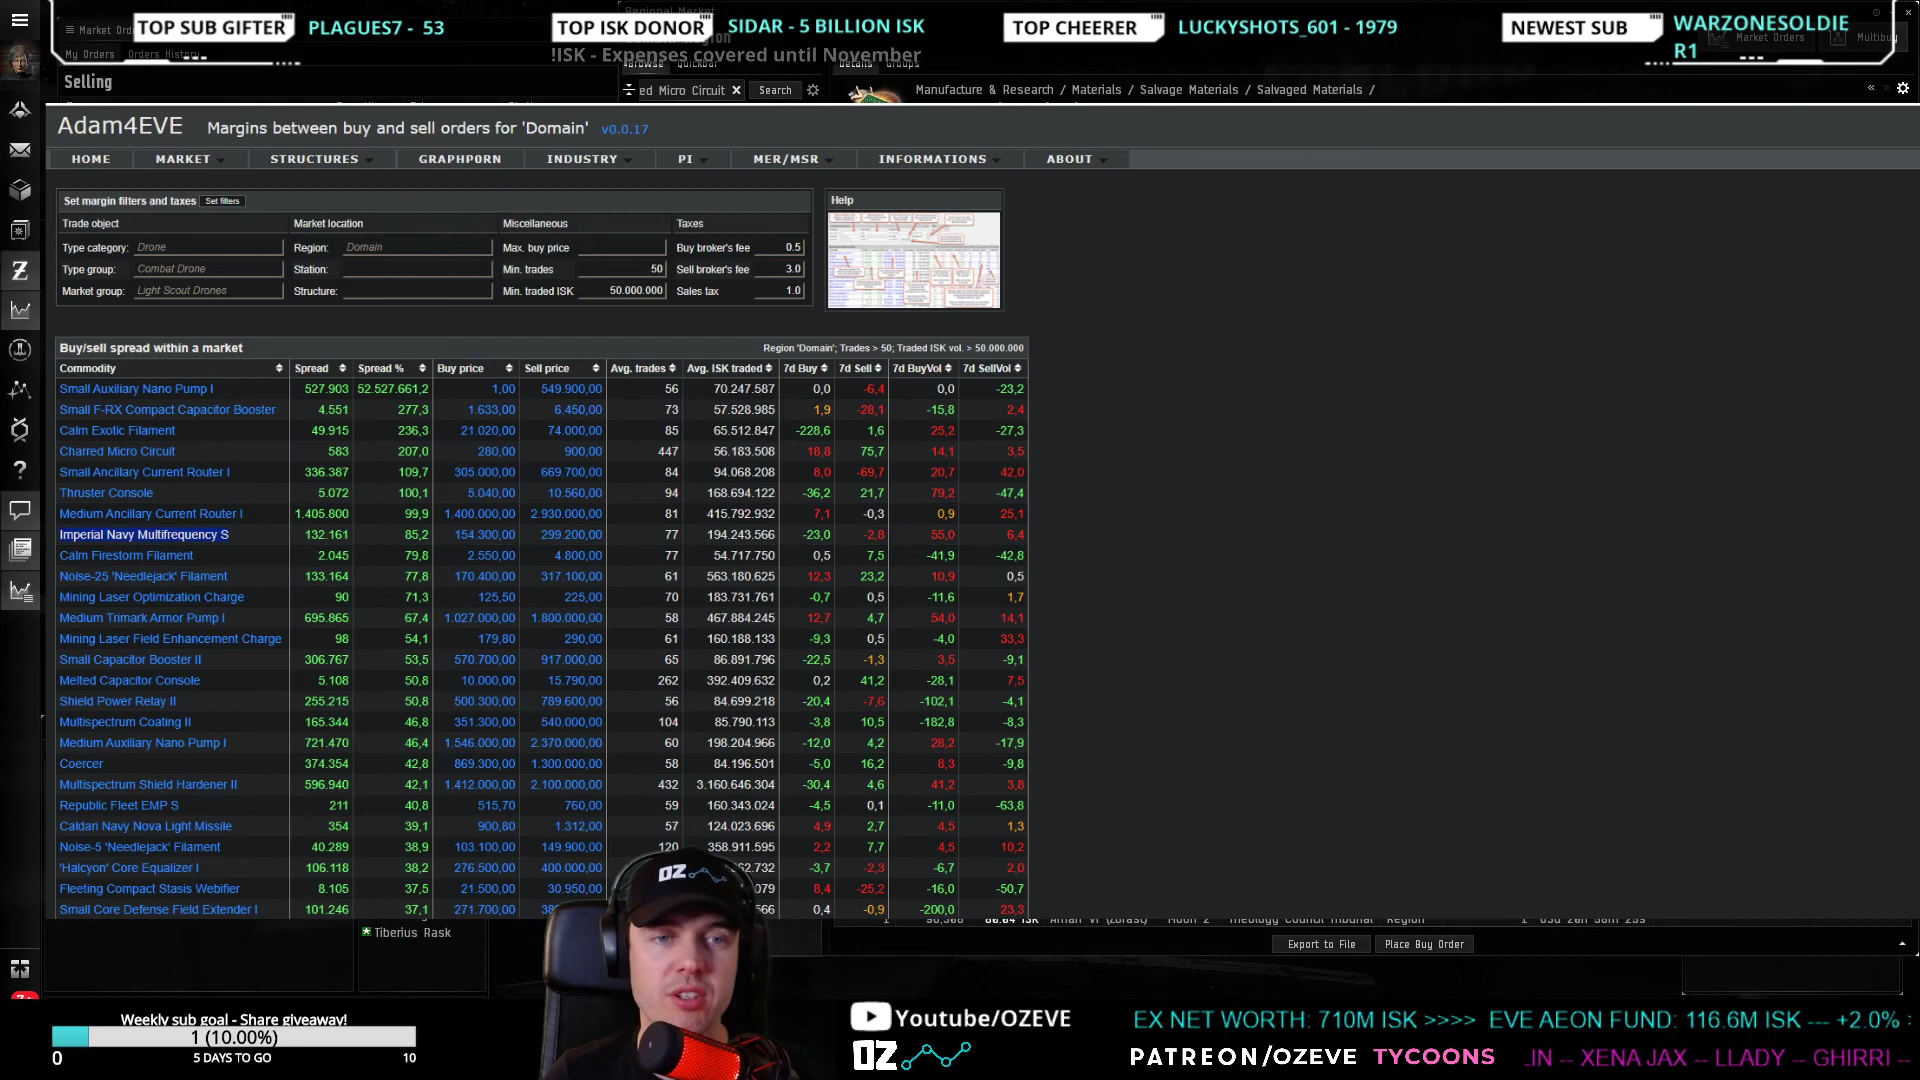 TOP SUB GIFTER PLAGUES7 - 53 TOP ISK DONOR SIDAR - 5 BILLION ISK TOP CHEERER LUCKYSHOTS_601 - 1979 NEWEST SUB WARZONESOLDIE
R1
!ISK - Expenses covered until November
My Orders Orders History
Market Orders Multibuy
Selling
ed Micro Circuit Search
Manufacture & Research / Materials / Salvage Materials / Salvaged Materials /
Adam4EVE Margins between buy and sell orders for 'Domain' v0.0.17
HOME MARKET STRUCTURES GRAPHP0RN INDUSTRY PI MER/MSR INFORMATIONS ABOUT
Set margin filters and taxes Set filters Help
Trade object Market location Miscellaneous Taxes
Type category: Drone Region: Domain Max. buy price Buy broker's fee 0.5
Type group: Combat Drone Station: Min. trades 50 Sell broker's fee 3.0
Market group: Light Scout Drones Structure: Min. traded ISK 50.000.000 Sales tax 1.0
Buy/sell spread within a market Region 'Domain'; Trades > 50; Traded ISK vol. > 50.000.000
Commodity Spread Spread % Buy price Sell price Avg. trades Avg. ISK traded 7d Buy 7d Sell 7d BuyVol 7d SellVol
Small Auxiliary Nano Pump I 527.903 52.527.661,2 1,00 549.900,00 56 70.247.587 0,0 -6,4 0,0 -23,2
Small F-RX Compact Capacitor Booster 4.551 277,3 1.633,00 6.450,00 73 57.528.985 1,9 -28,1 -15,8 2,4
Calm Exotic Filament 49.915 236,3 21.020,00 74.000,00 85 65.512.847 -228,6 1,6 25,2 -27,3
Charred Micro Circuit 583 207,0 280,00 900,00 447 56.183.508 18,8 75,7 14,1 3,5
Small Ancillary Current Router I 336.387 109,7 305.000,00 669.700,00 84 94.068.208 8,0 -69,7 20,7 42,0
Thruster Console 5.072 100,1 5.040,00 10.560,00 94 168.694.122 -36,2 21,7 79,2 -47,4
Medium Ancillary Current Router I 1.405.800 99,9 1.400.000,00 2.930.000,00 81 415.792.932 7,1 -0,3 0,9 25,1
Imperial Navy Multifrequency S 132.161 85,2 154.300,00 299.200,00 77 194.243.566 -23,0 -2,8 55,0 6,4
Calm Firestorm Filament 2.045 79,8 2.550,00 4.800,00 77 54.717.750 0,5 7,5 -41,9 -42,8
Noise-25 'Needlejack' Filament 133.164 77,8 170.400,00 317.100,00 61 563.180.625 12,3 23,2 10,9 0,5
Mining Laser Optimization Charge 90 71,3 125,50 225,00 70 183.731.761 -0,7 0,5 -11,6 1,7
Medium Trimark Armor Pump I 695.865 67,4 1.027.000,00 1.800.000,00 58 467.884.245 12,7 4,7 54,0 14,1
Mining Laser Field Enhancement Charge 98 54,1 179,80 290,00 61 160.188.133 -9,3 0,5 -4,0 33,3
Small Capacitor Booster II 306.767 53,5 570.700,00 917.000,00 65 86.891.796 -22,5 -1,3 3,5 -9,1
Melted Capacitor Console 5.108 50,8 10.000,00 15.790,00 262 392.409.632 0,2 41,2 -28,1 7,5
Shield Power Relay II 255.215 50,8 500.300,00 789.600,00 56 84.699.218 -20,4 -7,6 -102,1 -4,1
Multispectrum Coating II 165.344 46,8 351.300,00 540.000,00 104 85.790.113 -3,8 10,5 -182,8 -8,3
Medium Auxiliary Nano Pump I 721.470 46,4 1.546.000,00 2.370.000,00 60 198.204.966 -12,0 4,2 28,2 -17,9
Coercer 374.354 42,8 869.300,00 1.300.000,00 58 84.196.501 -5,0 16,2 8,3 -9,8
Multispectrum Shield Hardener II 596.940 42,1 1.412.000,00 2.100.000,00 432 3.160.646.304 -30,4 4,6 41,2 3,8
Republic Fleet EMP S 211 40,8 515,70 760,00 59 160.343.024 -4,5 0,1 -11,0 -63,8
Caldari Navy Nova Light Missile 354 39,1 900,80 1.312,00 57 124.023.696 4,9 2,7 4,5 1,3
Noise-5 'Needlejack' Filament 40.289 38,9 103.100,00 149.900,00 120 358.911.595 2,2 7,7 4,5 10,2
'Halcyon' Core Equalizer I 106.118 38,2 276.500,00 400.000,00 62.732 -3,7 -2,3 -6,7 2,0
Fleeting Compact Stasis Webifier 8.105 37,5 21.500,00 30.950,00 079 8,4 -25,2 -16,0 -50,7
Small Core Defense Field Extender I 101.246 37,1 271.700,00 566 0,4 -0,9 -200,0 23,3
Tiberius Rask
Export to File Place Buy Order
Weekly sub goal - Share giveaway!
1 (10.00%)
0 5 DAYS TO GO 10
OZ
Youtube/OZEVE
OZ
EX NET WORTH: 710M ISK >>>> EVE AEON FUND: 116.6M ISK --- +2.0%
PATREON/OZEVE TYCOONS
IN -- XENA JAX -- LLADY -- GHIRRI --